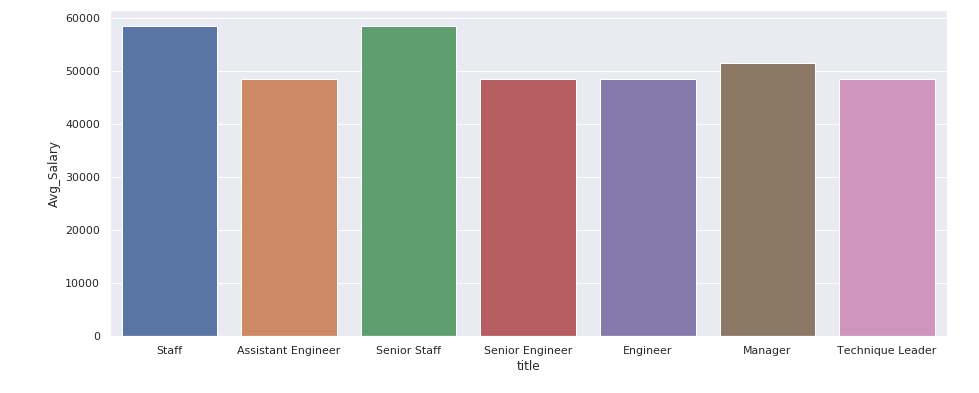 60000
50000
40000
30000
20000
10000
0
Avg_Salary
Staff Assistant Engineer Senior Staff Senior Engineer Engineer Manager Technique Leader
title